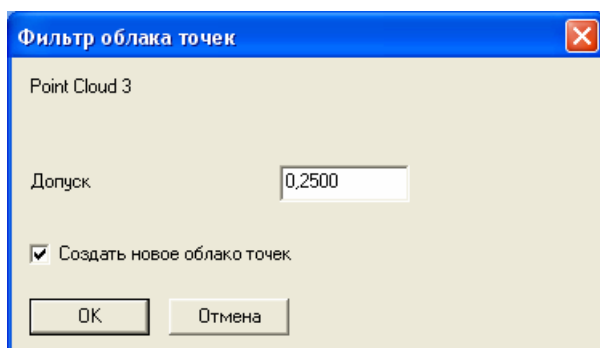 Фильтр облака точек
Point Cloud 3
Допуск 0,2500
Создать новое облако точек
OK Отмена